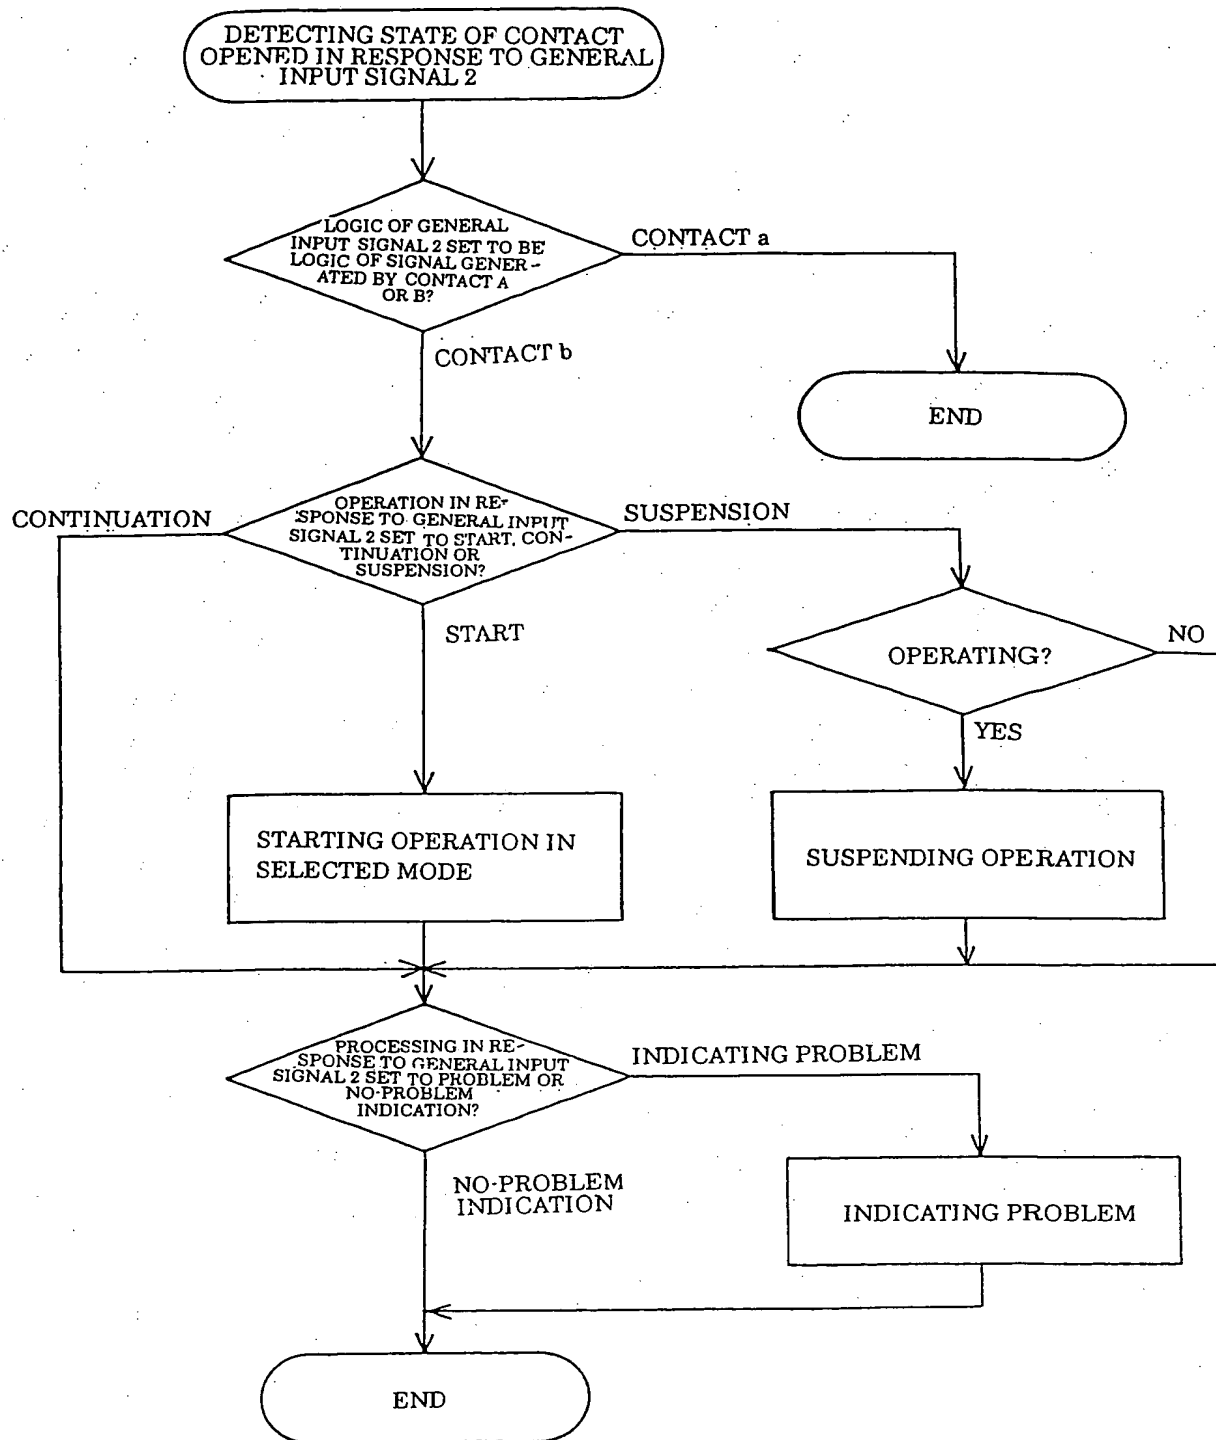 DETECTING STATE OF CONTACT
OPENED IN RESPONSE TO GENERAL
INPUT SIGNAL 2
LOGIC OF GENERAL
INPUT SIGNAL 2 SET TO BE
LOGIC OF SIGNAL GENER-
ATED BY CONTACT A
OR B?
CONTACT a
CONTACT b
END
OPERATION IN RE-
SPONSE TO GENERAL INPUT
SIGNAL 2 SET TO START, CON-
TINUATION OR
SUSPENSION?
CONTINUATION
SUSPENSION
START
OPERATING?
NO
YES
STARTING OPERATION IN
SELECTED MODE
SUSPENDING OPERATION
PROCESSING IN RE-
SPONSE TO GENERAL INPUT
SIGNAL 2 SET TO PROBLEM OR
NO-PROBLEM
INDICATION?
INDICATING PROBLEM
NO-PROBLEM
INDICATION
INDICATING PROBLEM
END